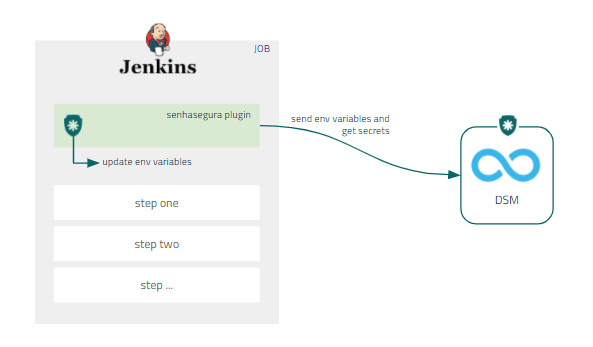 JOB
Jenkins
senhasegura plugin
update env variables
step one
step two
step ...
send env variables and
get secrets
DSM